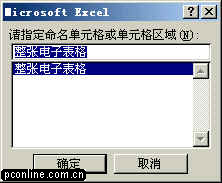 Microsoft Excel
请指定命名单元格或单元格区域(N):
整张电子表格
整张电子表格
确定 取消
pconline.com.cn